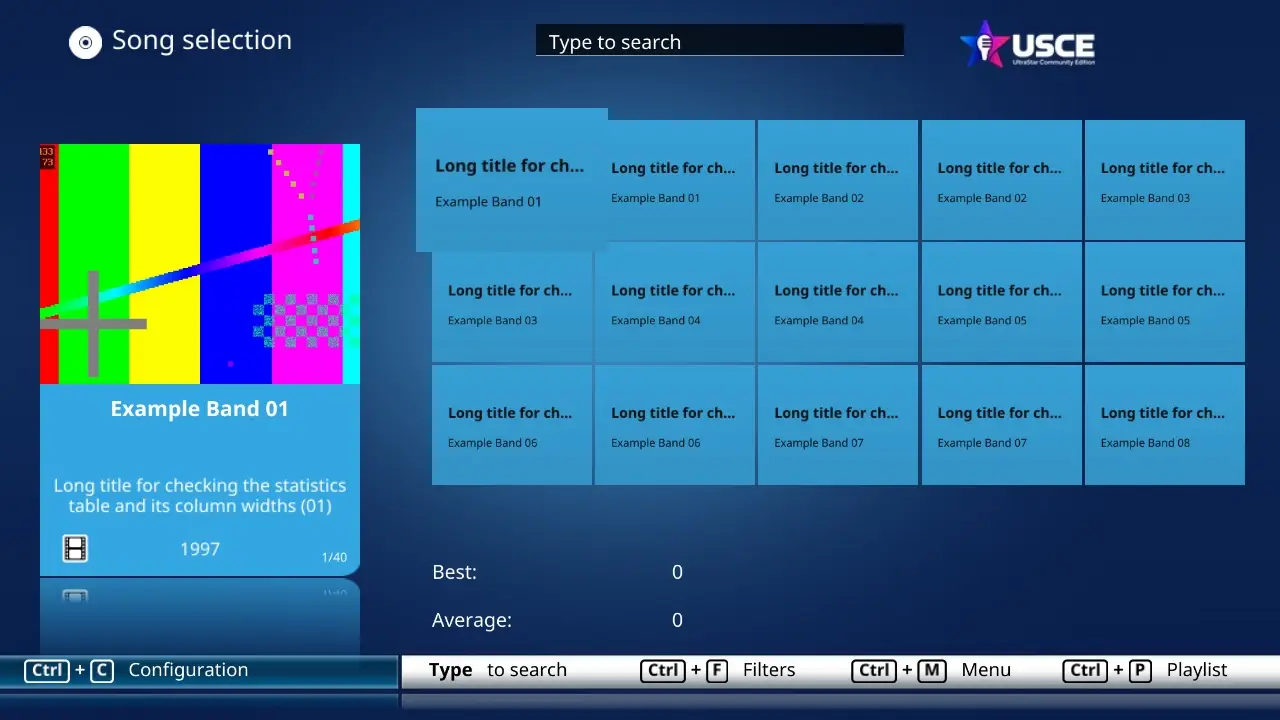 Song selection
Type to search
USCE
UltraStar Community Edition
33
73
Example Band 01
Long title for checking the statistics
table and its column widths (01)
1997
1/40
Long title for ch...
Example Band 01
Long title for ch...
Example Band 01
Long title for ch...
Example Band 02
Long title for ch...
Example Band 02
Long title for ch...
Example Band 03
Long title for ch...
Example Band 03
Long title for ch...
Example Band 04
Long title for ch...
Example Band 04
Long title for ch...
Example Band 05
Long title for ch...
Example Band 05
Long title for ch...
Example Band 06
Long title for ch...
Example Band 06
Long title for ch...
Example Band 07
Long title for ch...
Example Band 07
Long title for ch...
Example Band 08
Best: 0
Average: 0
Ctrl + C Configuration
Type to search
Ctrl + F Filters
Ctrl + M Menu
Ctrl + P Playlist